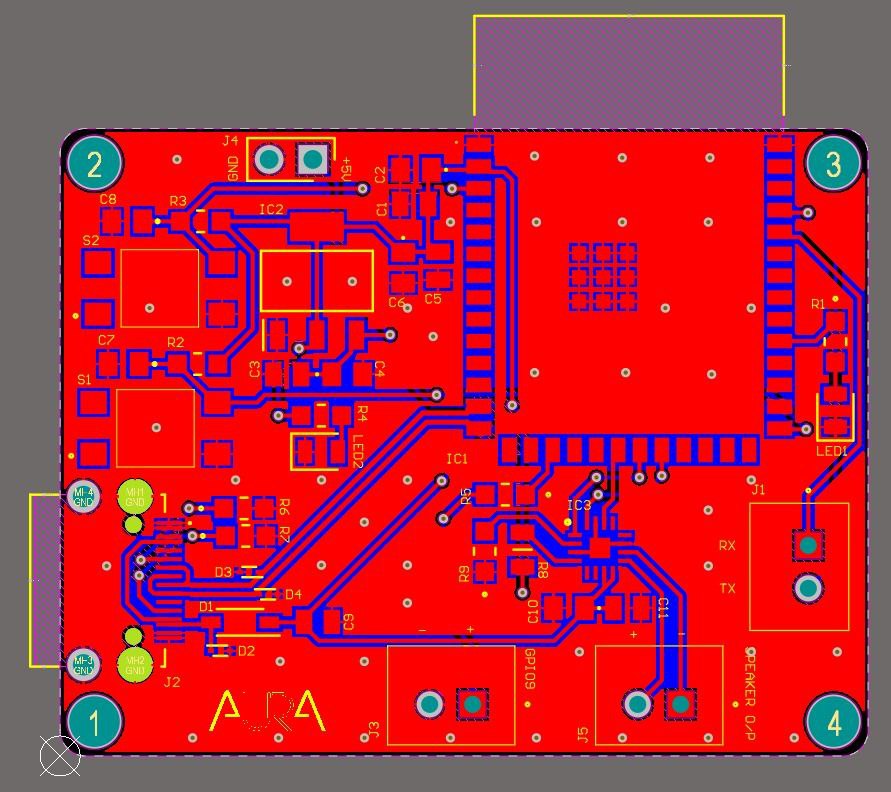 2
J4
GND
+5V
3
C2
C1
C8
R3
IC2
S2
C6
C5
R1
C7
R2
C3
C4
S1
R4
LED2
LED1
IC1
MH4
GND
MH1
GND
R5
J1
R6
IC3
R7
RX
R9
R8
D3
TX
D4
D1
C10
C11
C9
- +
+ -
D2
MH3
GND
MH2
GND
J2
GPIO9
SPEAKER O/P
AURA
1
J3
J5
4